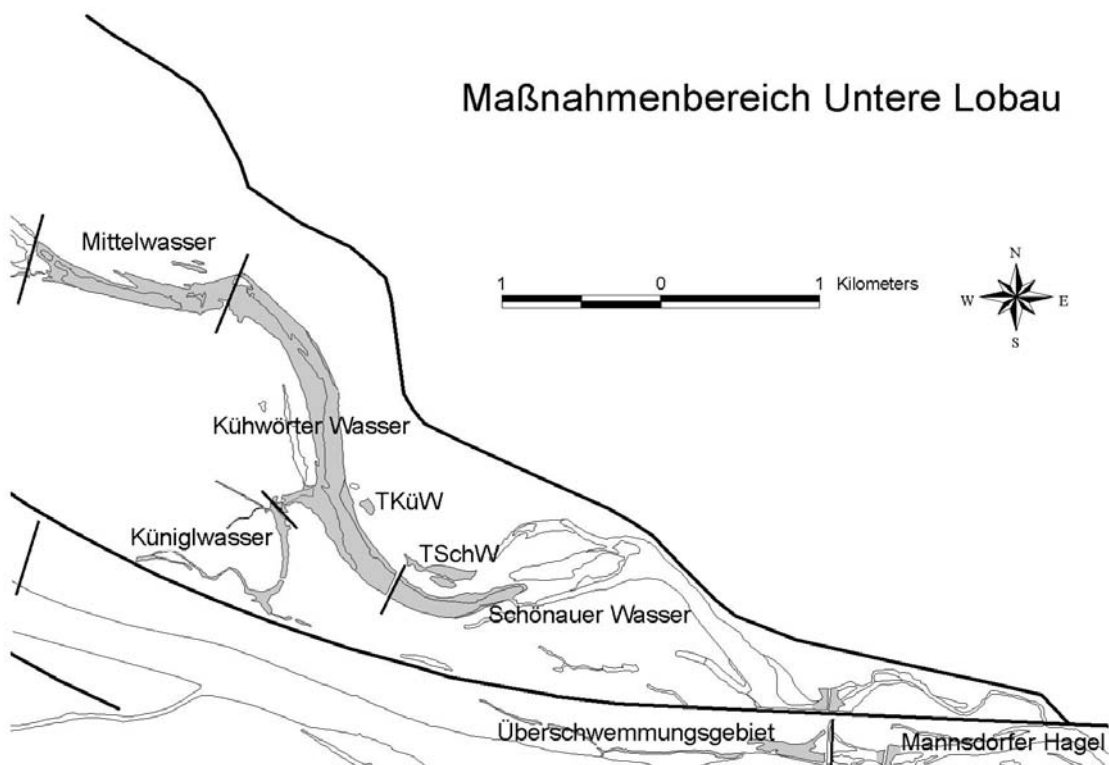 Maßnahmenbereich Untere Lobau
Mittelwasser
1 0 1 Kilometers
N
W E
S
Kühwörter Wasser
TKüW
Küniglwasser
TSchW
Schönauer Wasser
Überschwemmungsgebiet
Mannsdorfer Hagel